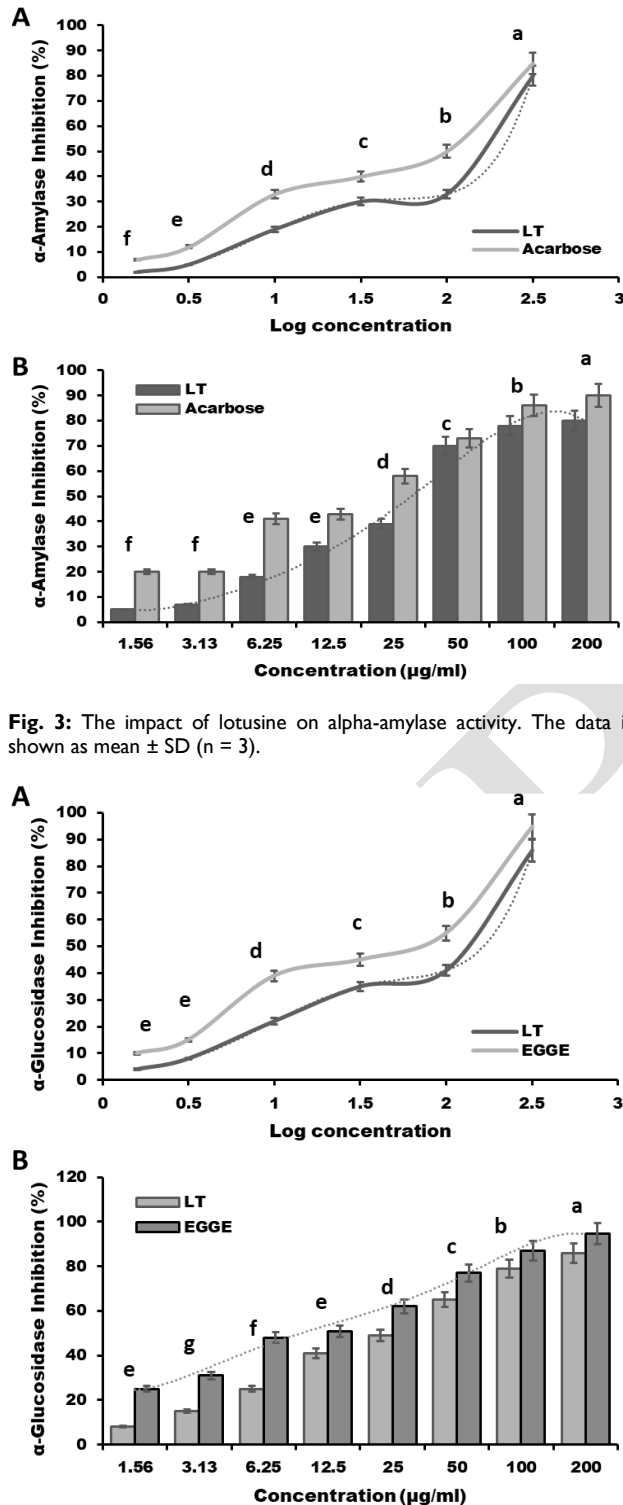 A
α-Amylase Inhibition (%)
100
90
80
70
60
50
40
30
20
10
0
f
e
d
c
b
a
LT
Acarbose
0
0.5
1
1.5
2
2.5
3
Log concentration
B
α-Amylase Inhibition (%)
100
90
80
70
60
50
40
30
20
10
0
LT
Acarbose
f
f
e
e
d
c
b
a
1.56
3.13
6.25
12.5
25
50
100
200
Concentration (µg/ml)
Fig. 3: The impact of lotusine on alpha-amylase activity. The data i
shown as mean ± SD (n = 3).
A
α-Glucosidase Inhibition (%)
100
90
80
70
60
50
40
30
20
10
0
e
e
d
c
b
a
LT
EGGE
0
0.5
1
1.5
2
2.5
3
Log concentration
B
α-Glucosidase Inhibition (%)
120
100
80
60
40
20
0
LT
EGGE
e
g
f
e
d
c
b
a
1.56
3.13
6.25
12.5
25
50
100
200
Concentration (µg/ml)